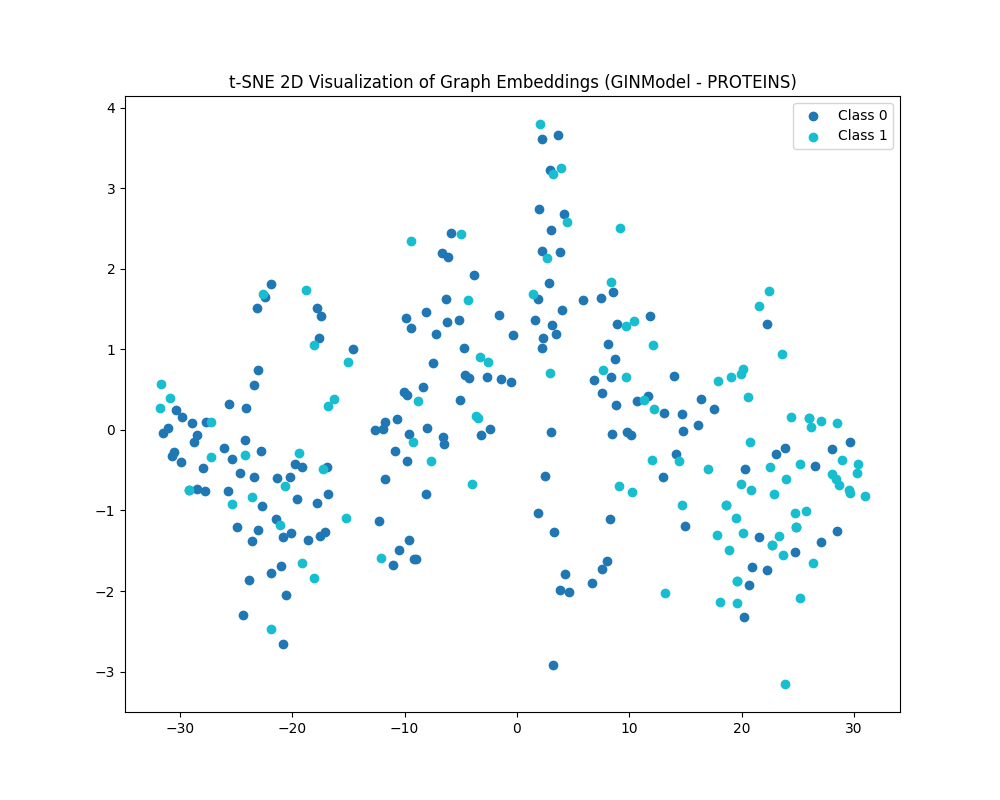 t-SNE 2D Visualization of Graph Embeddings (GINModel - PROTEINS)
Class 0
Class 1
4
3
2
1
0
−1
−2
−3
−30 −20 −10 0 10 20 30